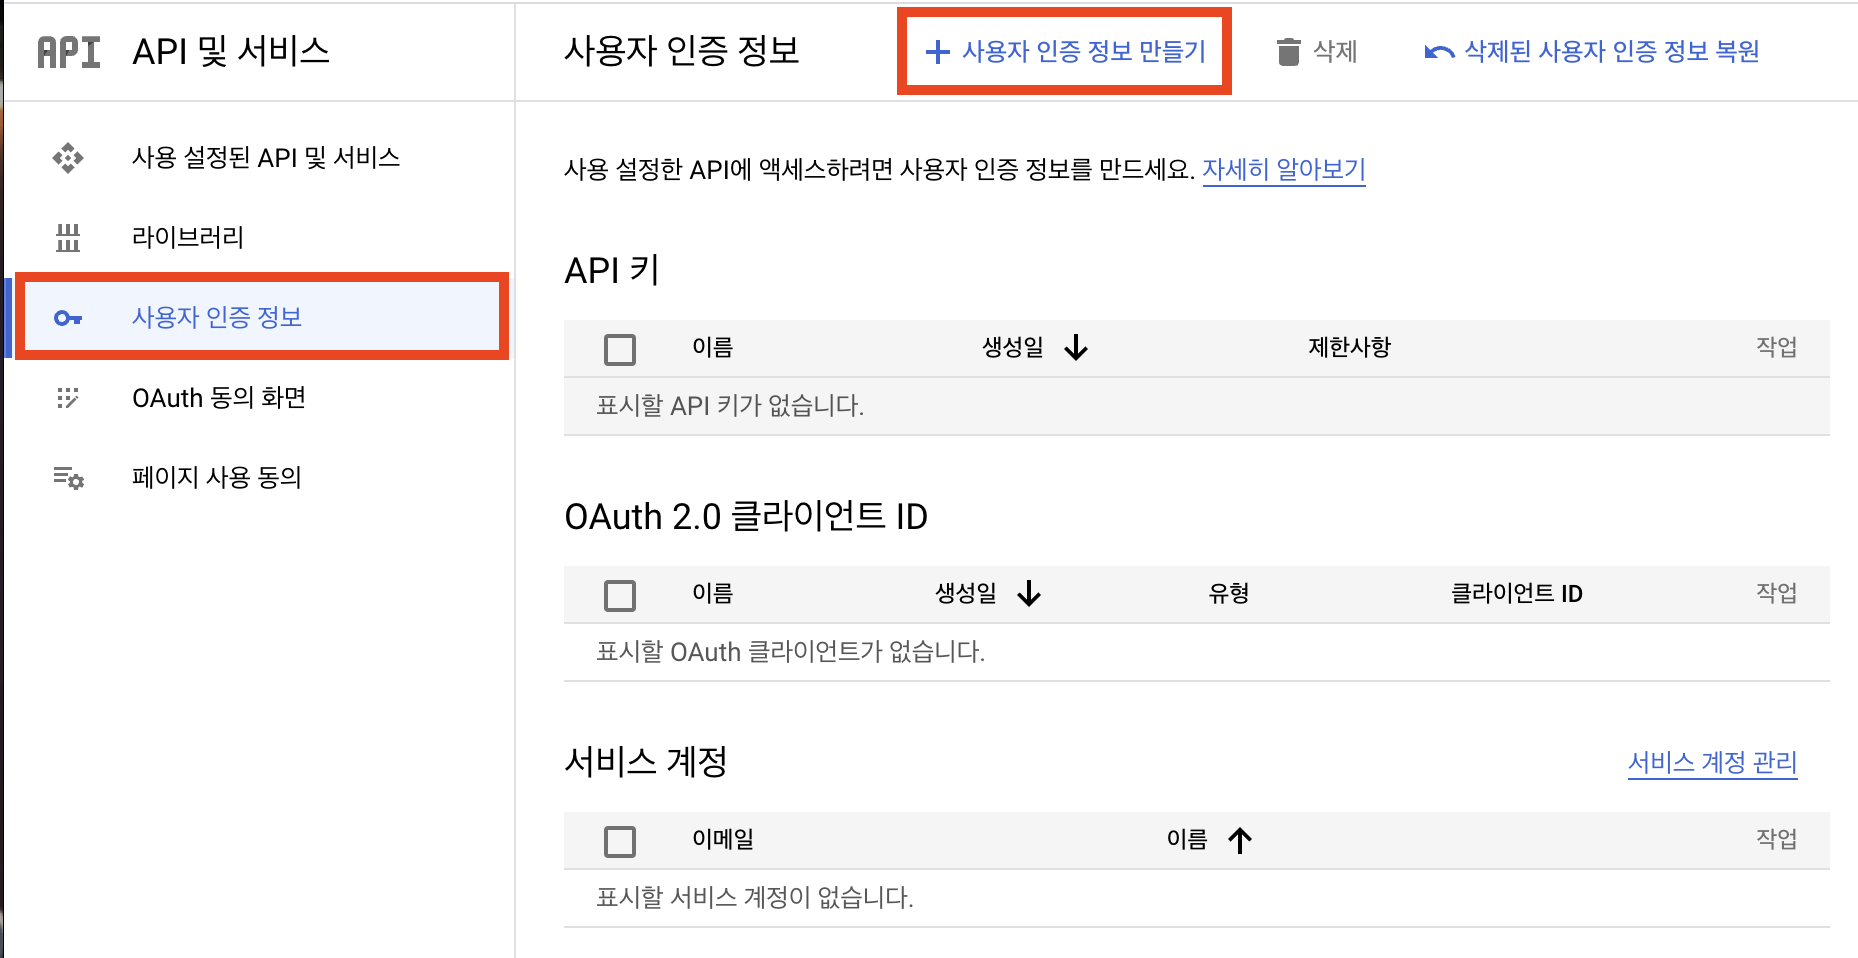 API API 및 서비스
사용자 인증 정보
+ 사용자 인증 정보 만들기
삭제
삭제된 사용자 인증 정보 복원
사용 설정된 API 및 서비스
라이브러리
사용자 인증 정보
OAuth 동의 화면
페이지 사용 동의
사용 설정한 API에 액세스하려면 사용자 인증 정보를 만드세요. 자세히 알아보기
API 키
이름 생성일 ↓ 제한사항 작업
표시할 API 키가 없습니다.
OAuth 2.0 클라이언트 ID
이름 생성일 ↓ 유형 클라이언트 ID 작업
표시할 OAuth 클라이언트가 없습니다.
서비스 계정 서비스 계정 관리
이메일 이름 ↑ 작업
표시할 서비스 계정이 없습니다.